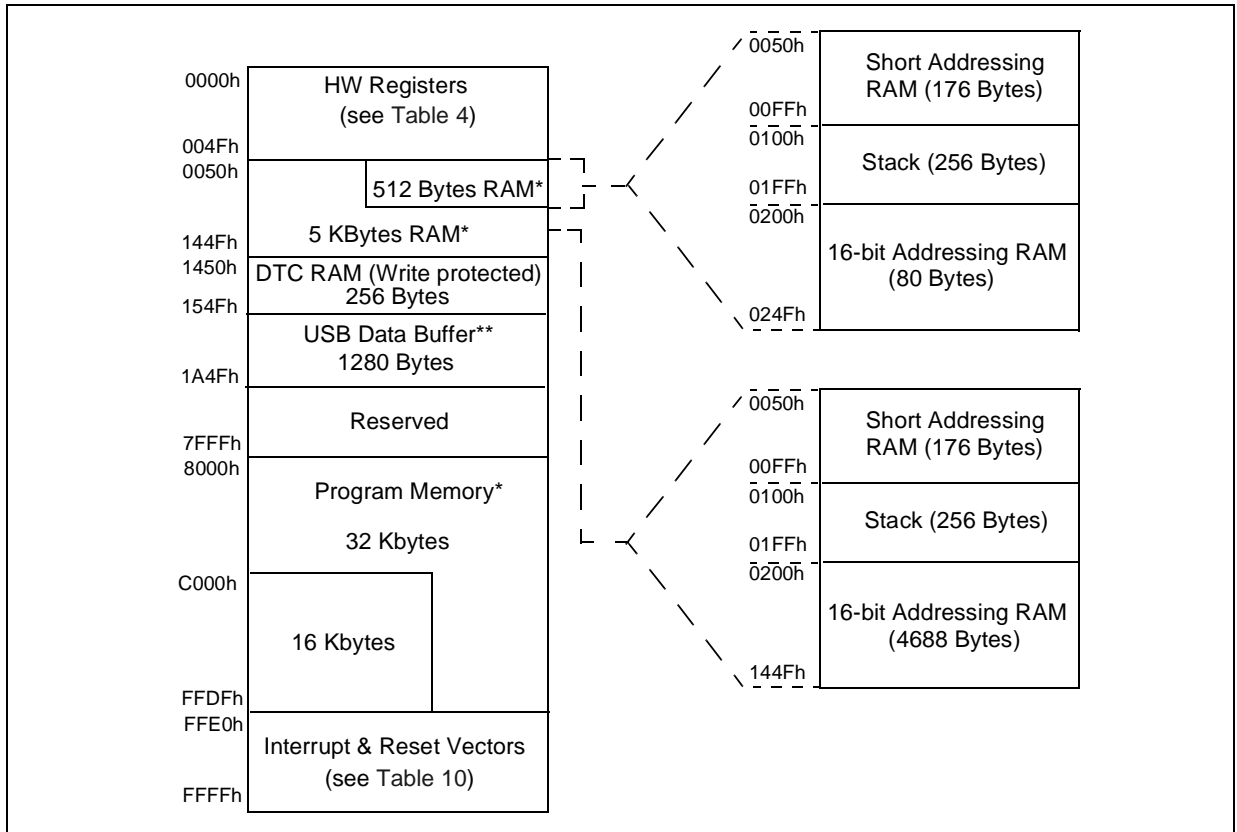 0000h
HW Registers
(see Table 4)
004Fh
0050h
512 Bytes RAM*
5 KBytes RAM*
144Fh
1450h
DTC RAM (Write protected)
256 Bytes
154Fh
USB Data Buffer**
1280 Bytes
1A4Fh
Reserved
7FFFh
8000h
Program Memory*
32 Kbytes
C000h
16 Kbytes
FFDFh
FFE0h
Interrupt & Reset Vectors
(see Table 10)
FFFFh
0050h
Short Addressing
RAM (176 Bytes)
00FFh
0100h
Stack (256 Bytes)
01FFh
0200h
16-bit Addressing RAM
(80 Bytes)
024Fh
0050h
Short Addressing
RAM (176 Bytes)
00FFh
0100h
Stack (256 Bytes)
01FFh
0200h
16-bit Addressing RAM
(4688 Bytes)
144Fh